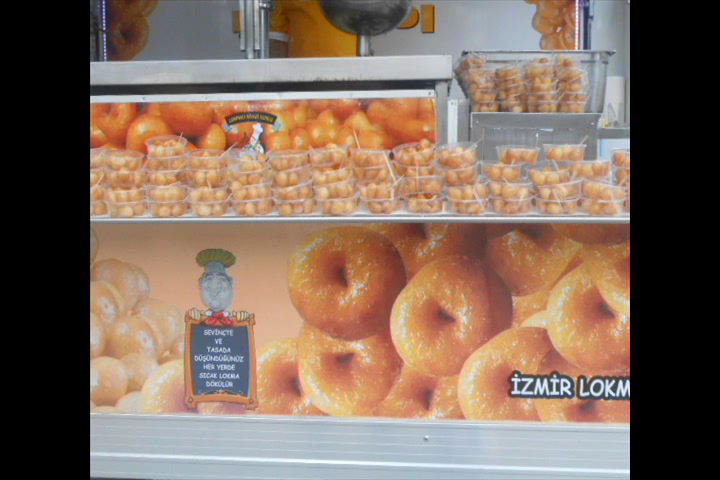 SEVİNÇTE
VE
TASADA
DÜŞÜNDÜĞÜNÜZ
HER YERDE
SICAK LOKMA
DÖKÜLÜR
İZMİR LOKM